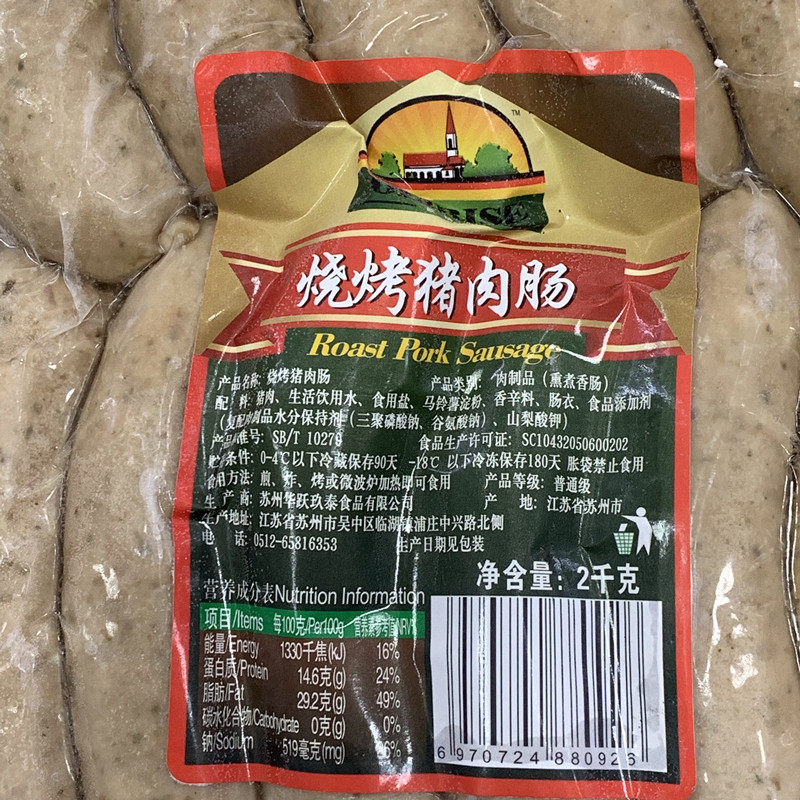 TM
烧烤猪肉肠
Roast Pork Sausage
产品名称: 烧烤猪肉肠 产品类别: 肉制品（熏煮香肠）
配 料: 猪肉、生活饮用水、食用盐、马铃薯淀粉、香辛料、肠衣、食品添加剂
（复配肉制品水分保持剂（三聚磷酸钠、谷氨酸钠）、山梨酸钾）
产品标准号: SB/T 10279 食品生产许可证: SC10432050600202
贮藏条件: 0-4℃以下冷藏保存90天 -18℃ 以下冷冻保存180天 胀袋禁止食用
食用方法: 煎、炸、烤或微波炉加热即可食用 产品等级: 普通级
生 产 商: 苏州华跃玖泰食品有限公司 产 地: 江苏省苏州市
生产地址: 江苏省苏州市吴中区临湖镇浦庄中兴路北侧
电 话: 0512-65816353 生产日期见包装
净含量: 2千克
营养成分表Nutrition Information
项目/Items 每100克/Per100g 营养素参考值NRV%
能量/Energy 1330千焦(kJ) 16%
蛋白质/Protein 14.6克(g) 24%
脂肪/Fat 29.2克(g) 49%
碳水化合物/Carbohydrate 0克(g) 0%
钠/Sodium 519毫克(mg)
6 970724 880926